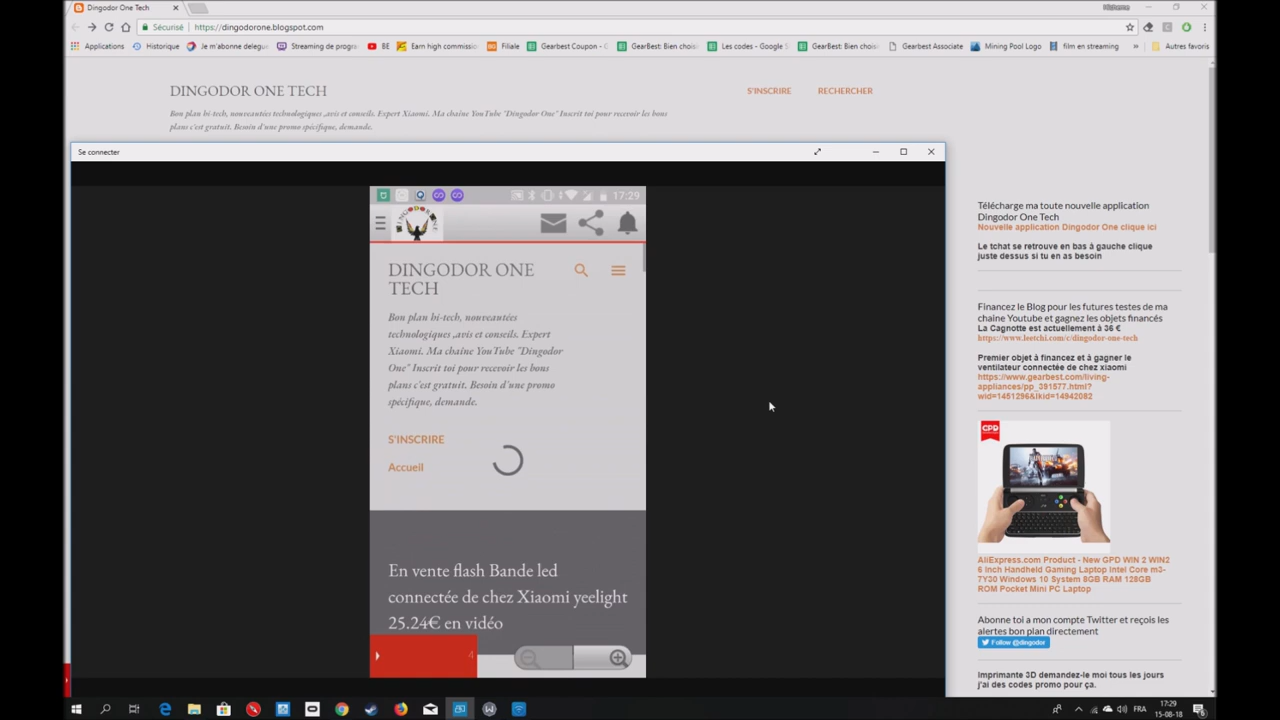 Dingodor One Tech
Sécurisé
https://dingodorone.blogspot.com
Applications
Historique
Je m'abonne delegu
Streaming de progra
BE
Earn high commissio
Filiale
Gearbest Coupon - G
GearBest: Bien chois
Les codes - Google S
GearBest: Bien chois
Gearbest Associate
Mining Pool Logo
film en streaming
»
Autres favoris
DINGODOR ONE TECH
S'INSCRIRE
RECHERCHER
Bon plan hi-tech, nouveautées technologiques ,avis et conseils. Expert Xiaomi. Ma chaîne YouTube "Dingodor One" Inscrit toi pour recevoir les bons
plans c'est gratuit. Besoin d'une promo spécifique, demande.
Se connecter
17:29
DINGODOR ONE
TECH
Bon plan hi-tech, nouveautées
technologiques ,avis et conseils. Expert
Xiaomi. Ma chaîne YouTube "Dingodor
One" Inscrit toi pour recevoir les bons
plans c'est gratuit. Besoin d'une promo
spécifique, demande.
S'INSCRIRE
Accueil
En vente flash Bande led
connectée de chez Xiaomi yeelight
25.24€ en vidéo
4
Télécharge ma toute nouvelle application
Dingodor One Tech
Nouvelle application Dingodor One clique ici
Le tchat se retrouve en bas à gauche clique
juste dessus si tu en as besoin
Financez le Blog pour les futures testes de ma
chaine Youtube et gagnez les objets financés
La Cagnotte est actuellement à 36 €
https://www.leetchi.com/c/dingodor-one-tech
Premier objet à financez et à gagner le
ventilateur connectée de chez xiaomi
https://www.gearbest.com/living-
appliances/pp_391577.html?
wid=1451296&lkid=14942082
CPD
AliExpress.com Product - New GPD WIN 2 WIN2
6 Inch Handheld Gaming Laptop Intel Core m3-
7Y30 Windows 10 System 8GB RAM 128GB
ROM Pocket Mini PC Laptop
Abonne toi a mon compte Twitter et reçois les
alertes bon plan directement
Follow @dingodor
Imprimante 3D demandez-le moi tous les jours
j'ai des codes promo pour ça.
FRA
17:29
15-08-18